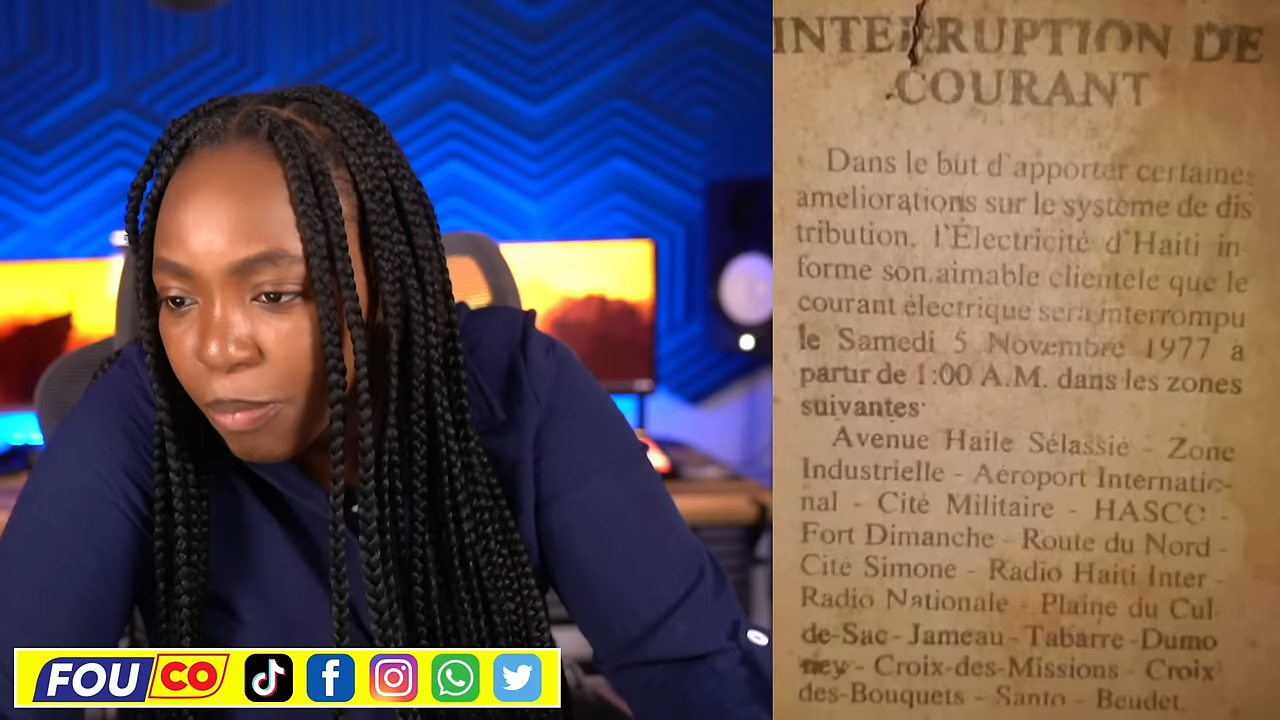 INTERRUPTION DE
COURANT
Dans le but d'apporter certaines
ameliorations sur le système de dis
tribution, l'Électricité d'Haiti in
forme son aimable clientele que le
courant électrique sera interrompu
le Samedi 5 Novembre 1977 à
partir de 1:00 A.M. dans les zones
suivantes:
Avenue Haile Sélassié - Zone
Industrielle - Aéroport Internatio-
nal - Cité Militaire - HASCO -
Fort Dimanche - Route du Nord -
Cité Simone - Radio Haiti Inter -
Radio Nationale - Plaine du Cul-
de-Sac - Jameau - Tabarre - Dumo
ney - Croix-des-Missions - Croix
des-Bouquets - Santo - Beudet.
FOUCO